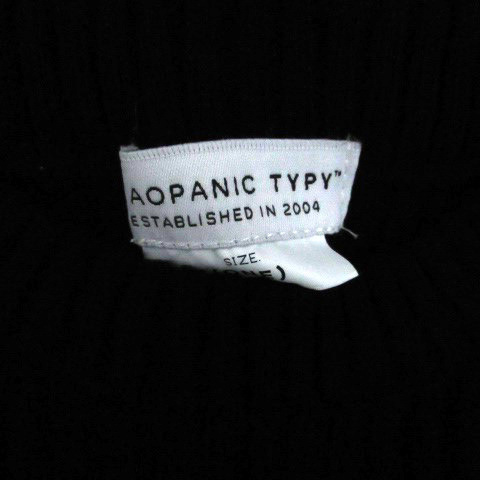 AOPANIC TYPY™
ESTABLISHED IN 2004
SIZE.